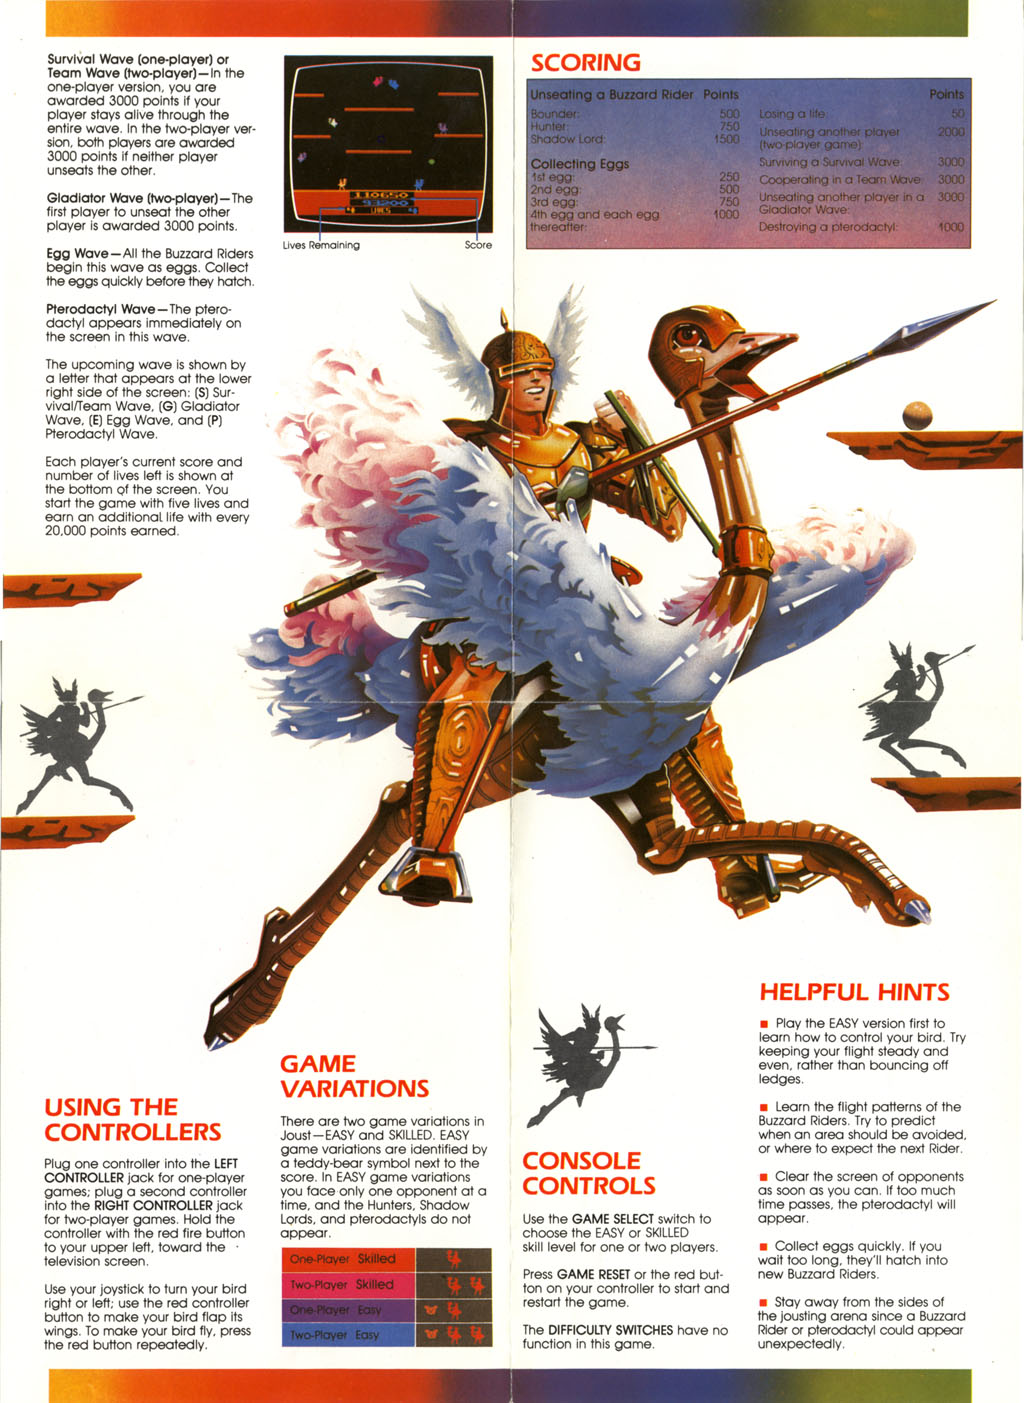 Survival Wave (one-player) or
Team Wave (two-player)—In the
one-player version, you are
awarded 3000 points if your
player stays alive through the
entire wave. In the two-player ver-
sion, both players are awarded
3000 points if neither player
unseats the other.
Gladiator Wave (two-player)—The
first player to unseat the other
player is awarded 3000 points.
Egg Wave—All the Buzzard Riders
begin this wave as eggs. Collect
the eggs quickly before they hatch.
Pterodactyl Wave—The ptero-
dactyl appears immediately on
the screen in this wave.
The upcoming wave is shown by
a letter that appears at the lower
right side of the screen: (S) Sur-
vival/Team Wave, (G) Gladiator
Wave, (E) Egg Wave, and (P)
Pterodactyl Wave.
Each player's current score and
number of lives left is shown at
the bottom of the screen. You
start the game with five lives and
earn an additional life with every
20,000 points earned.
110650
93200
LIVES
Lives Remaining Score
SCORING
Unseating a Buzzard Rider Points
Bounder: 500
Hunter: 750
Shadow Lord: 1500
Collecting Eggs
1st egg: 250
2nd egg: 500
3rd egg: 750
4th egg and each egg 1000
thereafter:
Points
Losing a life: 50
Unseating another player 2000
(two-player game):
Surviving a Survival Wave: 3000
Cooperating in a Team Wave: 3000
Unseating another player in a 3000
Gladiator Wave:
Destroying a pterodactyl: 1000
USING THE
CONTROLLERS
Plug one controller into the LEFT
CONTROLLER jack for one-player
games; plug a second controller
into the RIGHT CONTROLLER jack
for two-player games. Hold the
controller with the red fire button
to your upper left, toward the
television screen.
Use your joystick to turn your bird
right or left; use the red controller
button to make your bird flap its
wings. To make your bird fly, press
the red button repeatedly.
GAME
VARIATIONS
There are two game variations in
Joust—EASY and SKILLED. EASY
game variations are identified by
a teddy-bear symbol next to the
score. In EASY game variations
you face only one opponent at a
time, and the Hunters, Shadow
Lords, and pterodactyls do not
appear.
One-Player Skilled
Two-Player Skilled
One-Player Easy
Two-Player Easy
CONSOLE
CONTROLS
Use the GAME SELECT switch to
choose the EASY or SKILLED
skill level for one or two players.
Press GAME RESET or the red but-
ton on your controller to start and
restart the game.
The DIFFICULTY SWITCHES have no
function in this game.
HELPFUL HINTS
■ Play the EASY version first to
learn how to control your bird. Try
keeping your flight steady and
even, rather than bouncing off
ledges.
■ Learn the flight patterns of the
Buzzard Riders. Try to predict
when an area should be avoided,
or where to expect the next Rider.
■ Clear the screen of opponents
as soon as you can. If too much
time passes, the pterodactyl will
appear.
■ Collect eggs quickly. If you
wait too long, they'll hatch into
new Buzzard Riders.
■ Stay away from the sides of
the jousting arena since a Buzzard
Rider or pterodactyl could appear
unexpectedly.